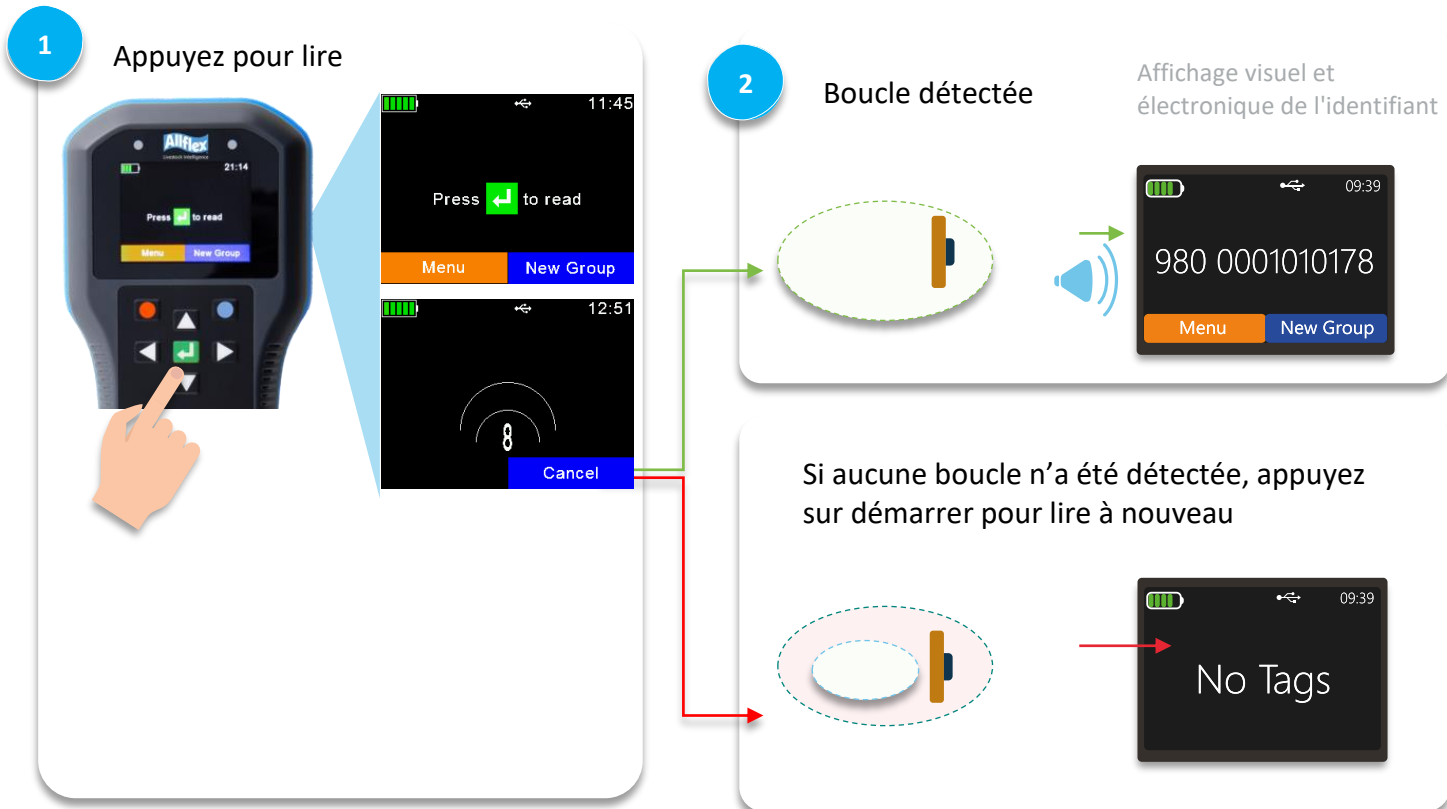 1
Appuyez pour lire
Allflex
Livestock Intelligence
21:14
Press to read
Menu New Group
11:45
Press to read
Menu New Group
12:51
8
Cancel
2
Boucle détectée
Affichage visuel et
électronique de l'identifiant
09:39
980 0001010178
Menu New Group
Si aucune boucle n’a été détectée, appuyez
sur démarrer pour lire à nouveau
09:39
No Tags